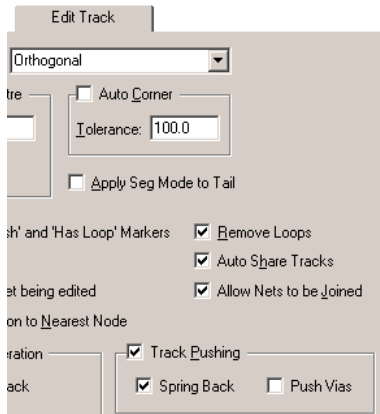 Edit Track
Orthogonal
tre
Auto Corner
Tolerance: 100.0
Apply Seg Mode to Tail
sh' and 'Has Loop' Markers
Remove Loops
Auto Share Tracks
et being edited
Allow Nets to be Joined
on to Nearest Node
eration
Track Pushing
ack
Spring Back
Push Vias